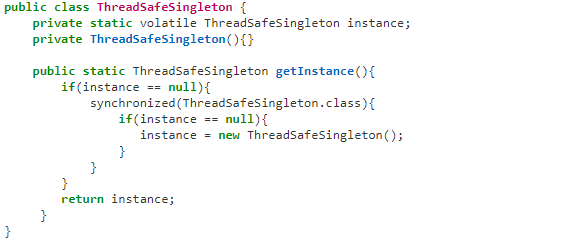 public class ThreadSafeSingleton {
    private static volatile ThreadSafeSingleton instance;
    private ThreadSafeSingleton(){}

    public static ThreadSafeSingleton getInstance(){
        if(instance == null){
            synchronized(ThreadSafeSingleton.class){
                if(instance == null){
                   instance = new ThreadSafeSingleton();
                }
            }
        }
        return instance;
     }
}